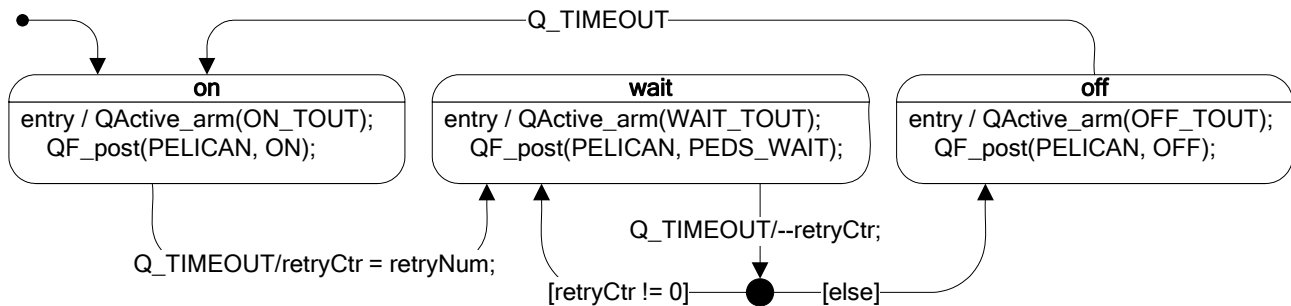 Q_TIMEOUT
on
entry / QActive_arm(ON_TOUT);
QF_post(PELICAN, ON);
wait
entry / QActive_arm(WAIT_TOUT);
QF_post(PELICAN, PEDS_WAIT);
off
entry / QActive_arm(OFF_TOUT);
QF_post(PELICAN, OFF);
Q_TIMEOUT/retryCtr = retryNum;
Q_TIMEOUT/--retryCtr;
[retryCtr != 0]
[else]